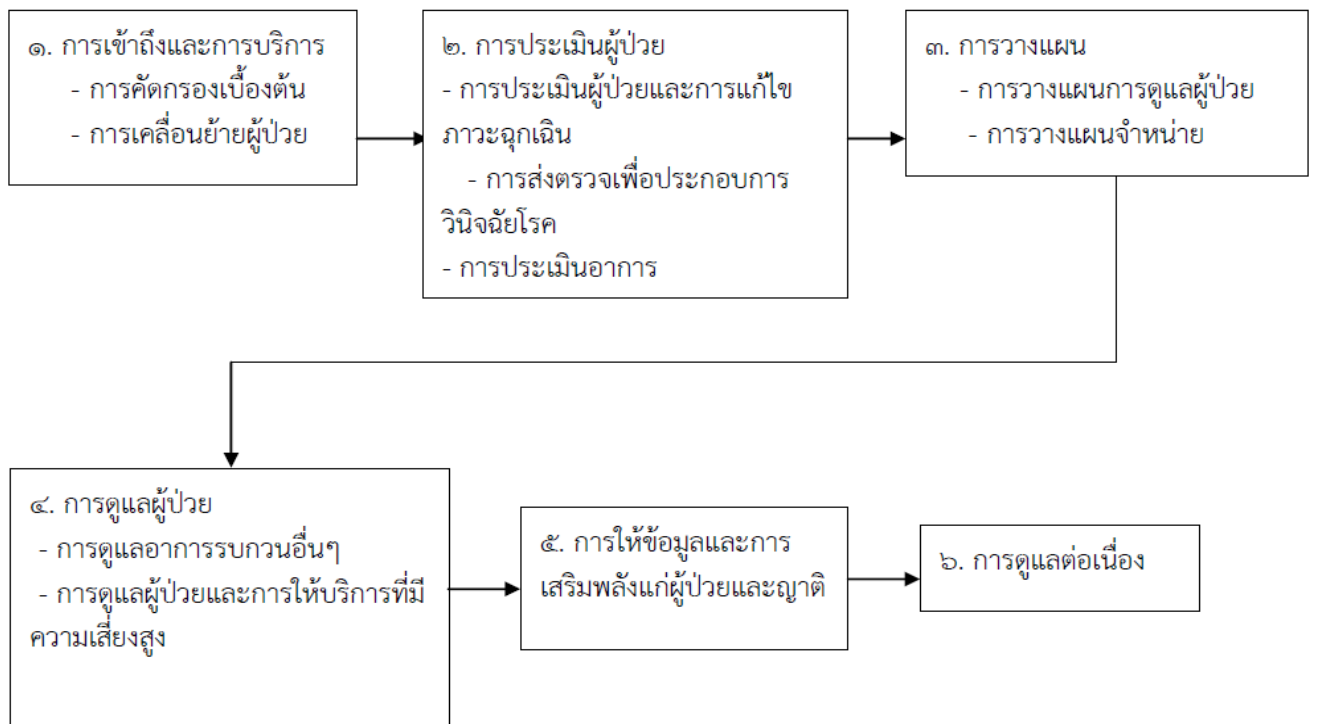 ๑. การเข้าถึงและการบริการ
- การคัดกรองเบื้องต้น
- การเคลื่อนย้ายผู้ป่วย
๒. การประเมินผู้ป่วย
- การประเมินผู้ป่วยและการแก้ไข
ภาวะฉุกเฉิน
- การส่งตรวจเพื่อประกอบการ
วินิจฉัยโรค
- การประเมินอาการ
๓. การวางแผน
- การวางแผนการดูแลผู้ป่วย
- การวางแผนจำหน่าย
๔. การดูแลผู้ป่วย
- การดูแลอาการรบกวนอื่นๆ
- การดูแลผู้ป่วยและการให้บริการที่มี
ความเสี่ยงสูง
๕. การให้ข้อมูลและการ
เสริมพลังแก่ผู้ป่วยและญาติ
๖. การดูแลต่อเนื่อง